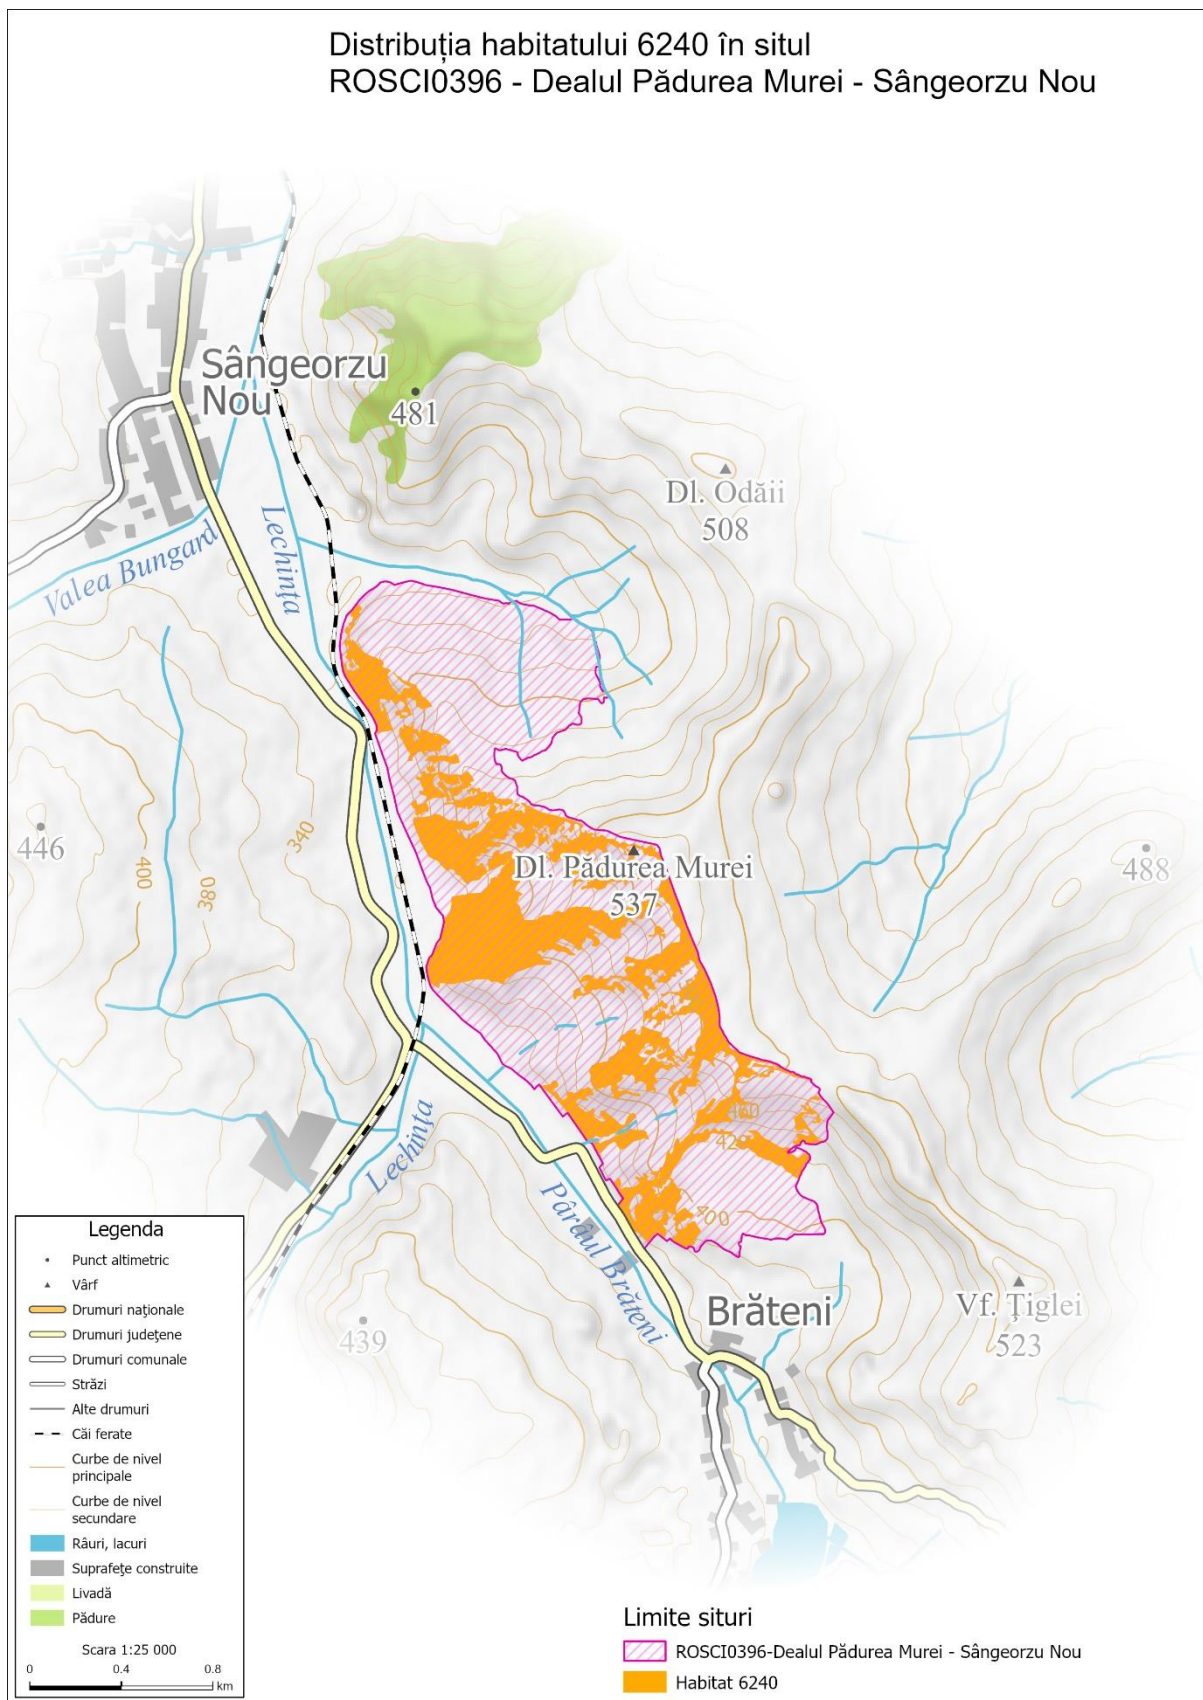 Distribuția habitatului 6240 în situl
ROSCI0396 - Dealul Pădurea Murei - Sângeorzu Nou
Sângeorzu
Nou
481
Dl. Odăii
508
Valea Bungard
Lechința
446
400
380
340
Dl. Pădurea Murei
537
488
Lechința
Pârâul Brăteni
400
Brăteni
Vf. Țiglei
523
439
Legenda
Punct altimetric
Vârf
Drumuri naționale
Drumuri județene
Drumuri comunale
Străzi
Alte drumuri
Căi ferate
Curbe de nivel
principale
Curbe de nivel
secundare
Râuri, lacuri
Suprafețe construite
Livadă
Pădure
Scara 1:25 000
0 0.4 0.8
km
Limite situri
ROSCI0396-Dealul Pădurea Murei - Sângeorzu Nou
Habitat 6240